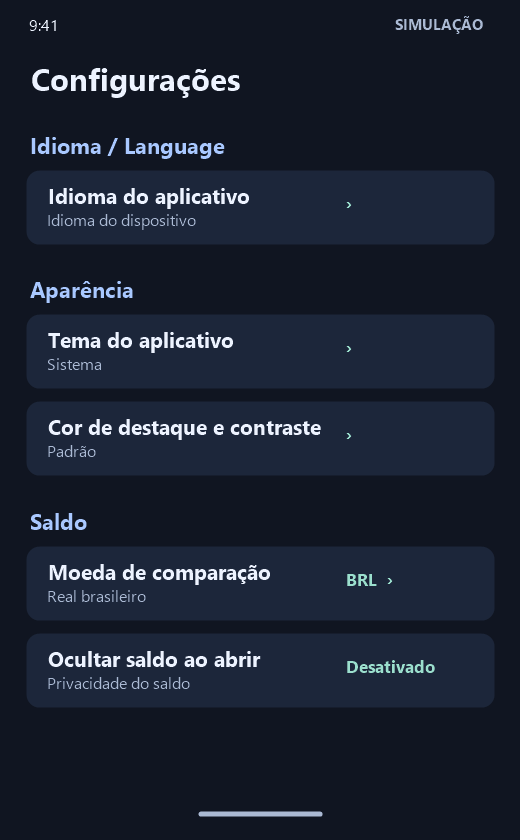 9:41
SIMULAÇÃO
Configurações
Idioma / Language
Idioma do aplicativo
Idioma do dispositivo
›
Aparência
Tema do aplicativo
Sistema
›
Cor de destaque e contraste
Padrão
›
Saldo
Moeda de comparação
Real brasileiro
BRL ›
Ocultar saldo ao abrir
Privacidade do saldo
Desativado